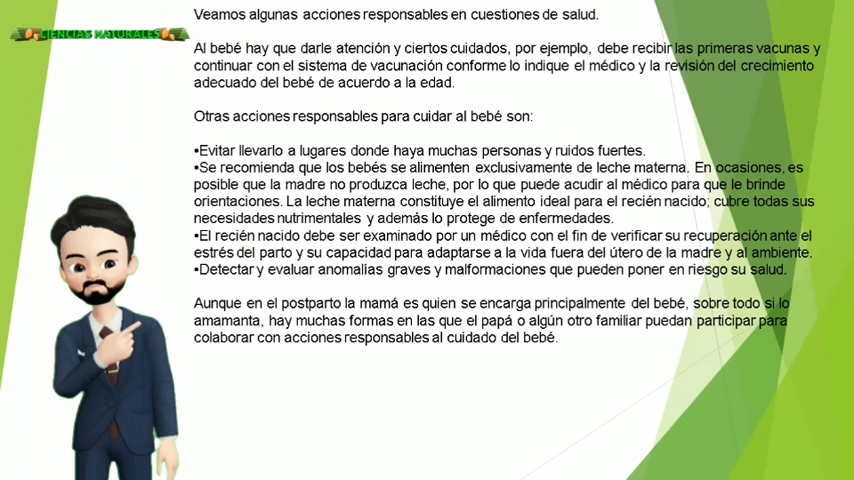 Veamos algunas acciones responsables en cuestiones de salud.
CIENCIAS NATURALES
Al bebé hay que darle atención y ciertos cuidados, por ejemplo, debe recibir las primeras vacunas y
continuar con el sistema de vacunación conforme lo indique el médico y la revisión del crecimiento
adecuado del bebé de acuerdo a la edad.
Otras acciones responsables para cuidar al bebé son:
•Evitar llevarlo a lugares donde haya muchas personas y ruidos fuertes.
•Se recomienda que los bebés se alimenten exclusivamente de leche materna. En ocasiones, es
posible que la madre no produzca leche, por lo que puede acudir al médico para que le brinde
orientaciones. La leche materna constituye el alimento ideal para el recién nacido; cubre todas sus
necesidades nutrimentales y además lo protege de enfermedades.
•El recién nacido debe ser examinado por un médico con el fin de verificar su recuperación ante el
estrés del parto y su capacidad para adaptarse a la vida fuera del útero de la madre y al ambiente.
•Detectar y evaluar anomalías graves y malformaciones que pueden poner en riesgo su salud.
Aunque en el postparto la mamá es quien se encarga principalmente del bebé, sobre todo si lo
amamanta, hay muchas formas en las que el papá o algún otro familiar puedan participar para
colaborar con acciones responsables al cuidado del bebé.